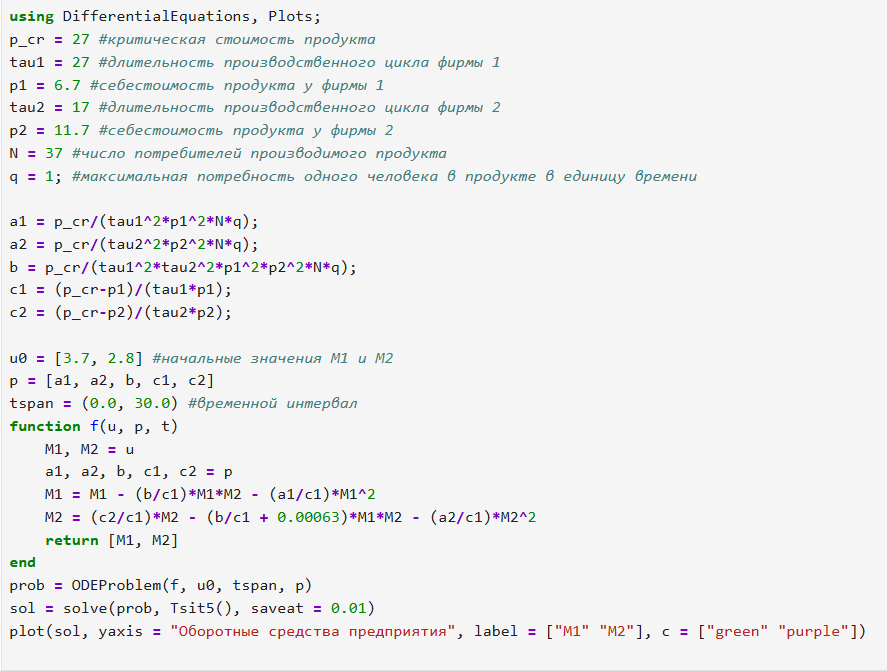 using DifferentialEquations, Plots;
p_cr = 27 #критическая стоимость продукта
tau1 = 27 #длительность производственного цикла фирмы 1
p1 = 6.7 #себестоимость продукта у фирмы 1
tau2 = 17 #длительность производственного цикла фирмы 2
p2 = 11.7 #себестоимость продукта у фирмы 2
N = 37 #число потребителей производимого продукта
q = 1; #максимальная потребность одного человека в продукте в единицу времени

a1 = p_cr/(tau1^2*p1^2*N*q);
a2 = p_cr/(tau2^2*p2^2*N*q);
b = p_cr/(tau1^2*tau2^2*p1^2*p2^2*N*q);
c1 = (p_cr-p1)/(tau1*p1);
c2 = (p_cr-p2)/(tau2*p2);

u0 = [3.7, 2.8] #начальные значения M1 и M2
p = [a1, a2, b, c1, c2]
tspan = (0.0, 30.0) #временной интервал
function f(u, p, t)
    M1, M2 = u
    a1, a2, b, c1, c2 = p
    M1 = M1 - (b/c1)*M1*M2 - (a1/c1)*M1^2
    M2 = (c2/c1)*M2 - (b/c1 + 0.00063)*M1*M2 - (a2/c1)*M2^2
    return [M1, M2]
end
prob = ODEProblem(f, u0, tspan, p)
sol = solve(prob, Tsit5(), saveat = 0.01)
plot(sol, yaxis = "Оборотные средства предприятия", label = ["M1" "M2"], c = ["green" "purple"])